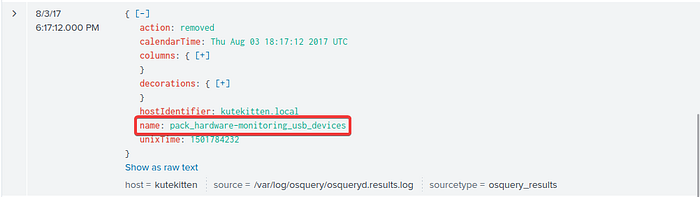 8/3/17
6:17:12.000 PM
{ [-]
action: removed
calendarTime: Thu Aug 03 18:17:12 2017 UTC
columns: { [+]
}
decorations: { [+]
}
hostIdentifier: kutekitten.local
name: pack_hardware-monitoring_usb_devices
unixTime: 1501784232
}
Show as raw text
host = kutekitten source = /var/log/osquery/osqueryd.results.log sourcetype = osquery_results